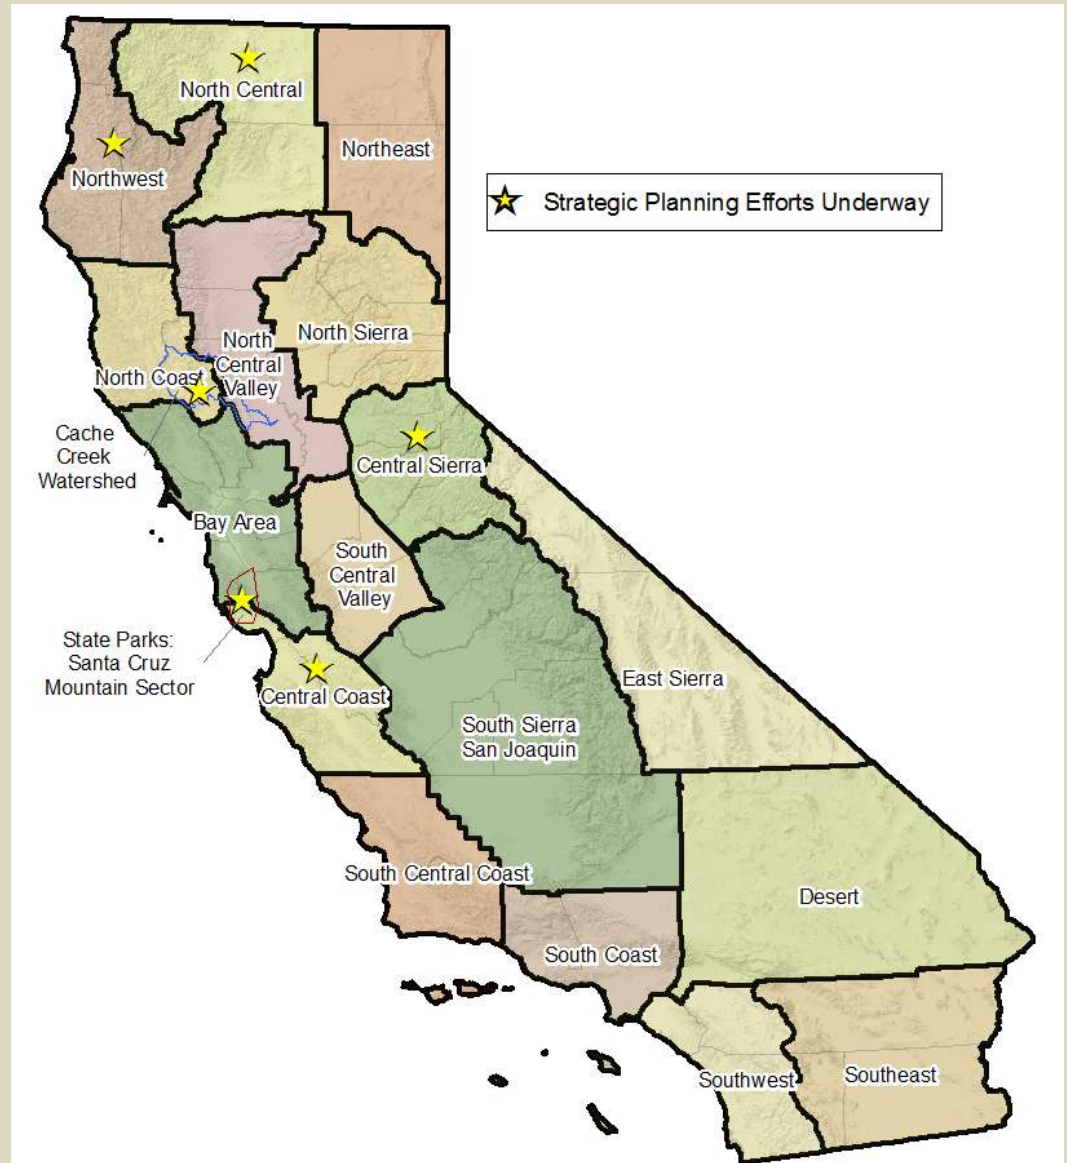 North Central
Northeast
Northwest
Strategic Planning Efforts Underway
North Sierra
North
Central
Valley
North Coast
Cache
Creek
Watershed
Central Sierra
Bay Area
South
Central
Valley
State Parks:
Santa Cruz
Mountain Sector
Central Coast
East Sierra
South Sierra
San Joaquin
South Central Coast
Desert
South Coast
Southwest
Southeast